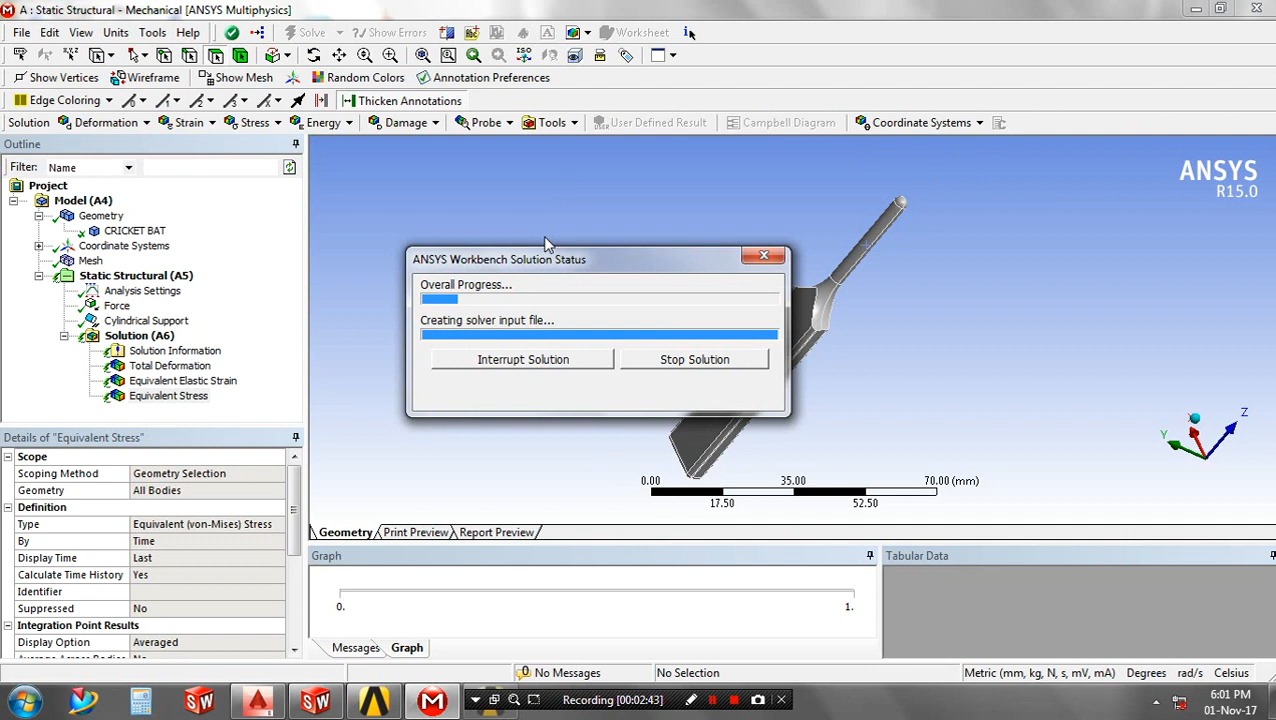 A : Static Structural - Mechanical [ANSYS Multiphysics]
File Edit View Units Tools Help Solve Show Errors Worksheet
Show Vertices Wireframe Show Mesh Random Colors Annotation Preferences
Edge Coloring Thicken Annotations
Solution Deformation Strain Stress Energy Damage Probe Tools User Defined Result Campbell Diagram Coordinate Systems
Outline
Filter: Name
Project
Model (A4)
Geometry
CRICKET BAT
Coordinate Systems
Mesh
Static Structural (A5)
Analysis Settings
Force
Cylindrical Support
Solution (A6)
Solution Information
Total Deformation
Equivalent Elastic Strain
Equivalent Stress
ANSYS
R15.0
ANSYS Workbench Solution Status
Overall Progress...
Creating solver input file...
Interrupt Solution Stop Solution
Z
Y
0.00 35.00 70.00 (mm)
17.50 52.50
Details of "Equivalent Stress"
Scope
Scoping Method Geometry Selection
Geometry All Bodies
Definition
Type Equivalent (von-Mises) Stress
By Time
Display Time Last
Calculate Time History Yes
Identifier
Suppressed No
Integration Point Results
Display Option Averaged
Geometry Print Preview Report Preview
Graph Tabular Data
0. 1.
Messages Graph
0 No Messages No Selection Metric (mm, kg, N, s, mV, mA) Degrees rad/s Celsius
Recording [00:02:43]
6:01 PM
01-Nov-17